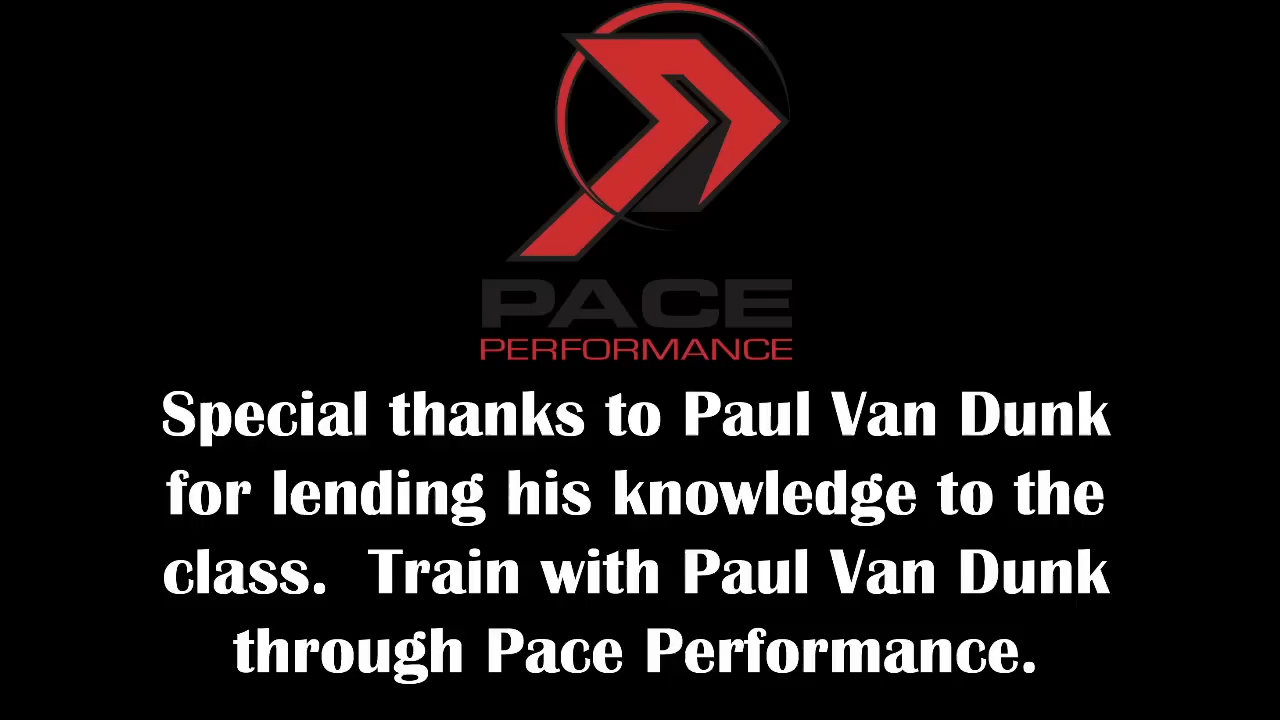 PACE
PERFORMANCE
Special thanks to Paul Van Dunk
for lending his knowledge to the
class.  Train with Paul Van Dunk
through Pace Performance.